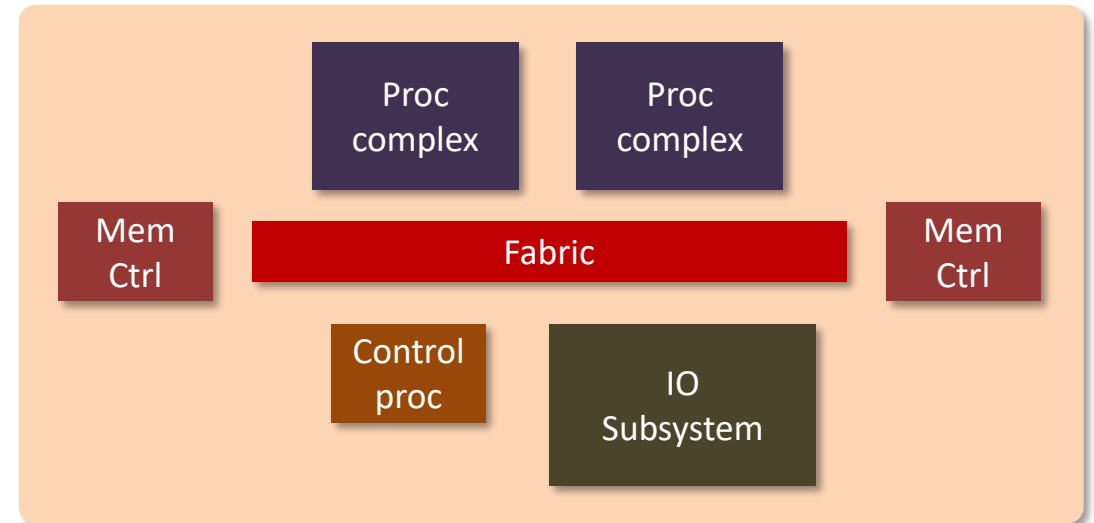 Proc
complex
Proc
complex
Mem
Ctrl
Fabric
Mem
Ctrl
Control
proc
IO
Subsystem